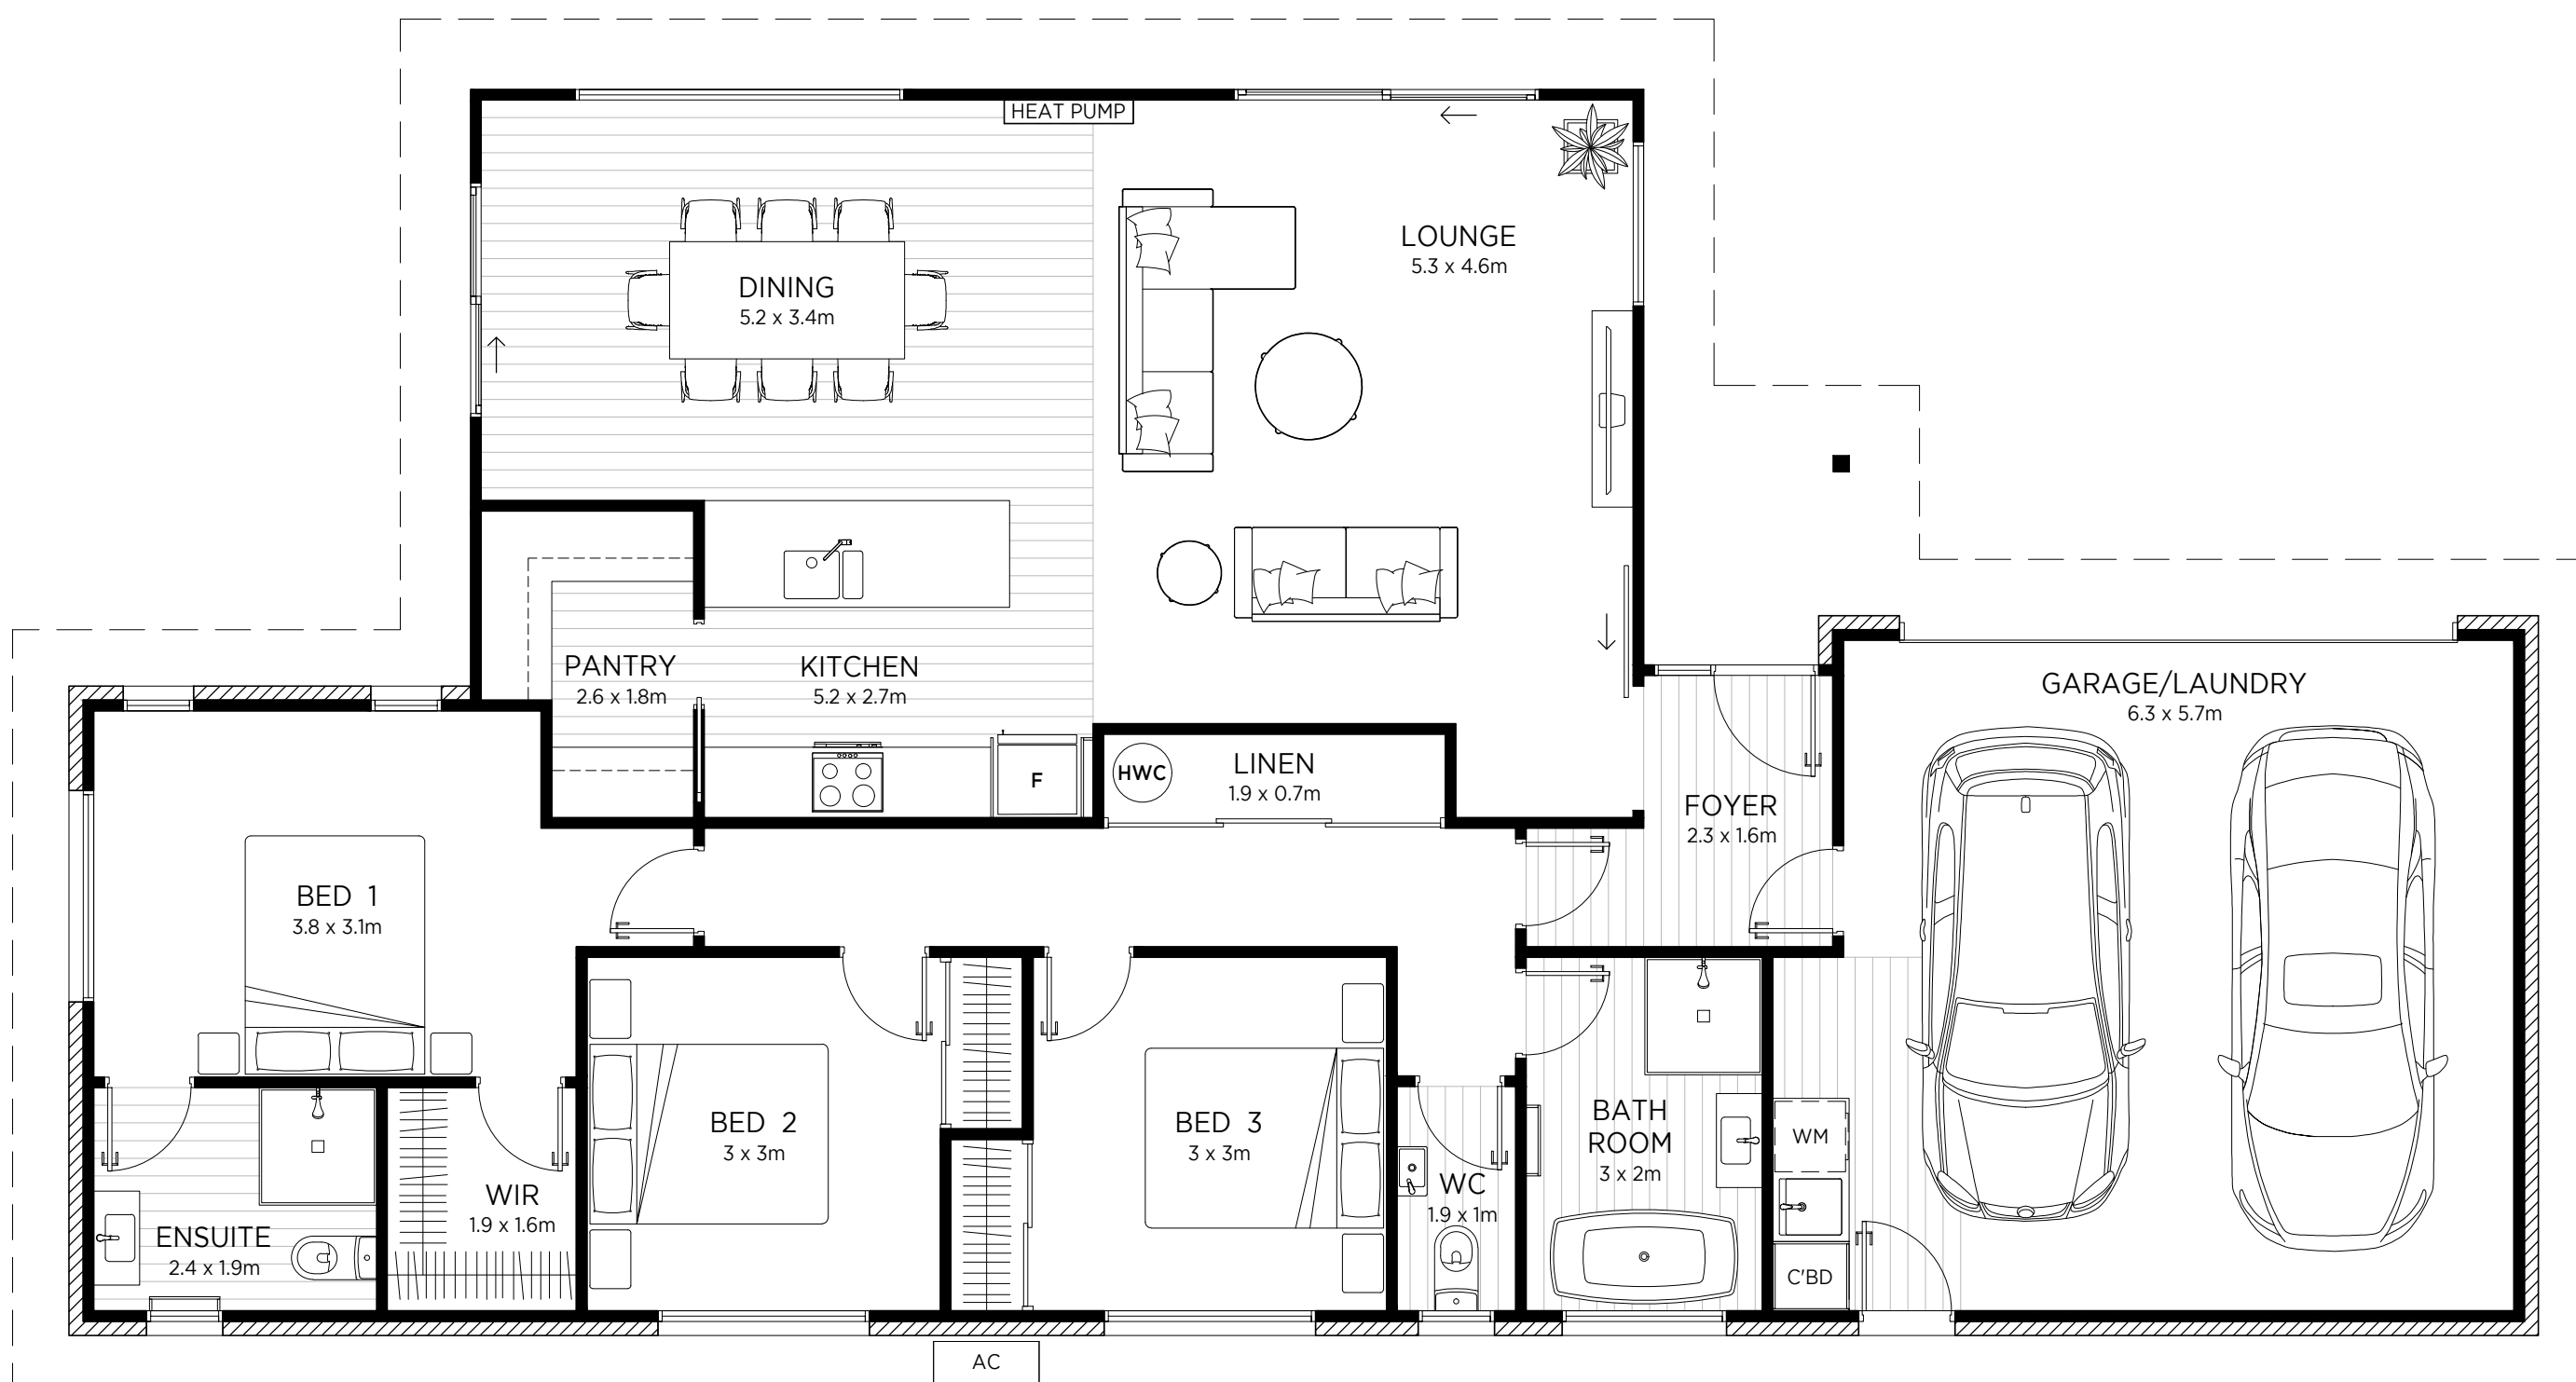 HEAT PUMP
LOUNGE
5.3 x 4.6m
DINING
5.2 x 3.4m
PANTRY
2.6 x 1.8m
KITCHEN
5.2 x 2.7m
GARAGE/LAUNDRY
6.3 x 5.7m
F
HWC
LINEN
1.9 x 0.7m
FOYER
2.3 x 1.6m
BED 1
3.8 x 3.1m
BED 2
3 x 3m
BED 3
3 x 3m
BATH
ROOM
3 x 2m
WM
WIR
1.9 x 1.6m
WC
1.9 x 1m
ENSUITE
2.4 x 1.9m
C'BD
AC